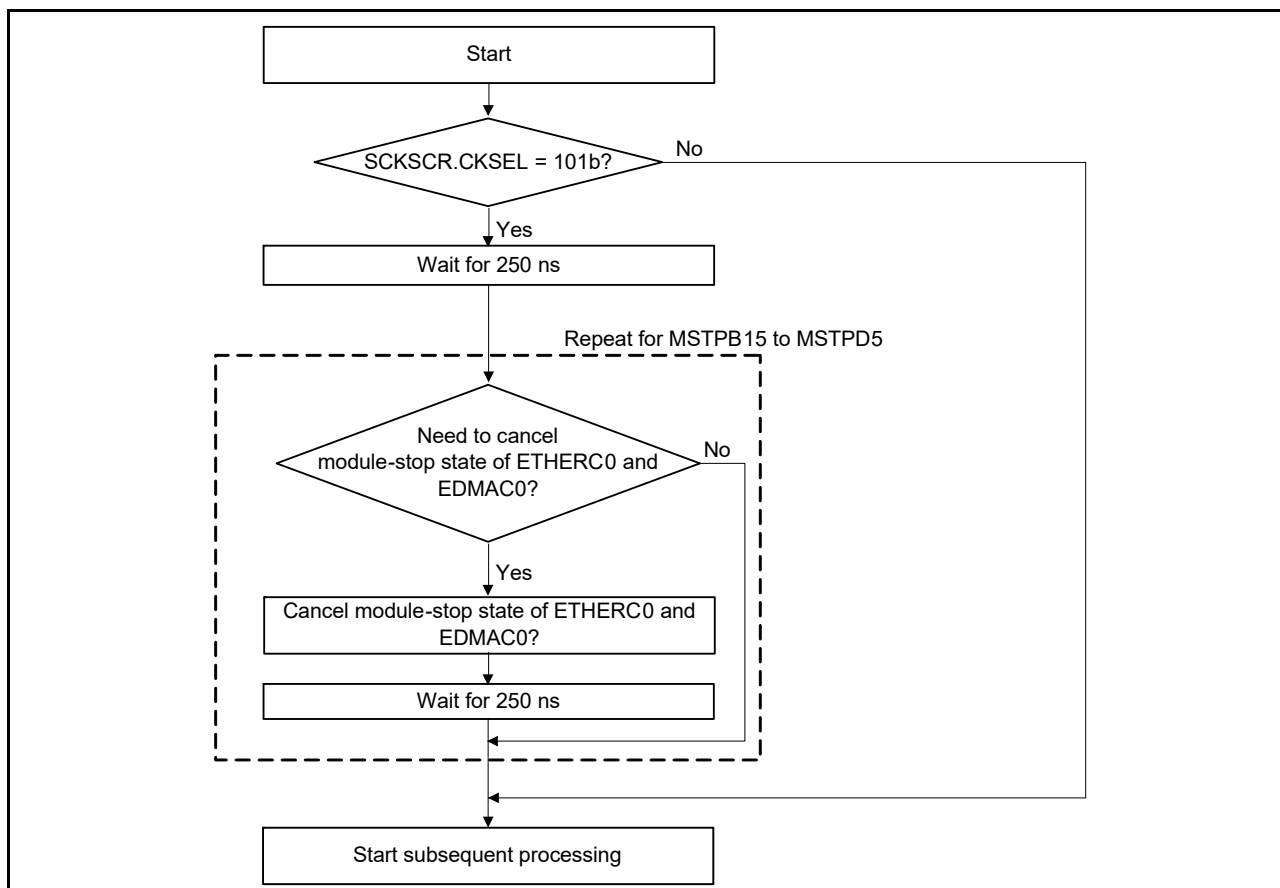 Start
SCKSCR.CKSEL = 101b?
No
Yes
Wait for 250 ns
Repeat for MSTPB15 to MSTPD5
Need to cancel
module-stop state of ETHERC0 and
EDMAC0?
No
Yes
Cancel module-stop state of ETHERC0 and
EDMAC0?
Wait for 250 ns
Start subsequent processing